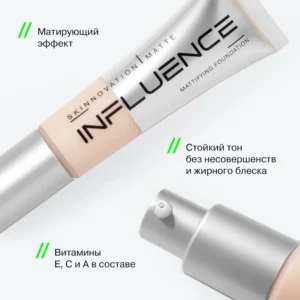 Матирующий
эффект
SKINNOVATION | MATTE
INFLUENCE
MATTIFYING FOUNDATION
Стойкий тон
без несовершенств
и жирного блеска
Витамины
Е, С и А в составе